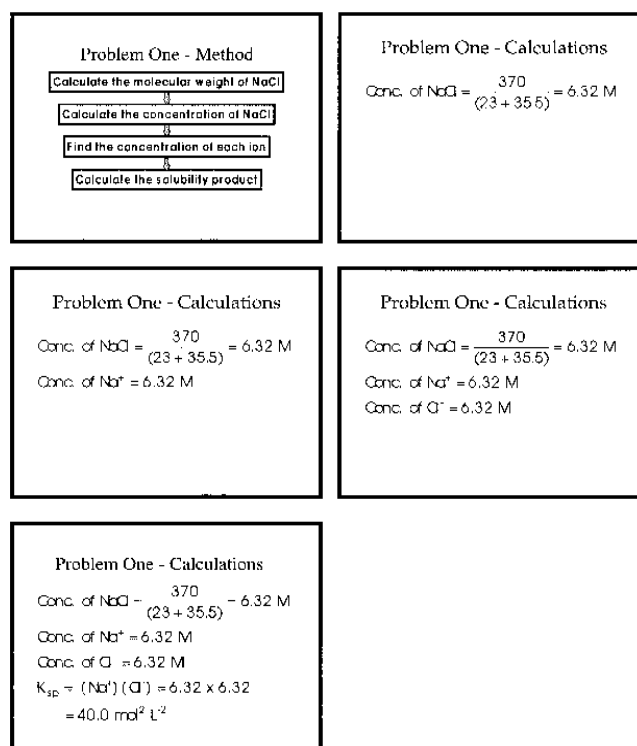 Problem One - Method
Calculate the molecular weight of NaCl
Calculate the concentration of NaCl
Find the concentration of each ion
Calculate the solubility product
Problem One - Calculations
Conc. of NaCl = 370 / (23 + 35.5) = 6.32 M
Problem One - Calculations
Conc. of NaCl = 370 / (23 + 35.5) = 6.32 M
Conc. of Na⁺ = 6.32 M
Problem One - Calculations
Conc. of NaCl = 370 / (23 + 35.5) = 6.32 M
Conc. of Na⁺ = 6.32 M
Conc. of Cl⁻ = 6.32 M
Problem One - Calculations
Conc. of NaCl = 370 / (23 + 35.5) = 6.32 M
Conc. of Na⁺ = 6.32 M
Conc. of Cl = 6.32 M
Ksp = (Na⁺) (Cl⁻) = 6.32 x 6.32
= 40.0 mol² L⁻²